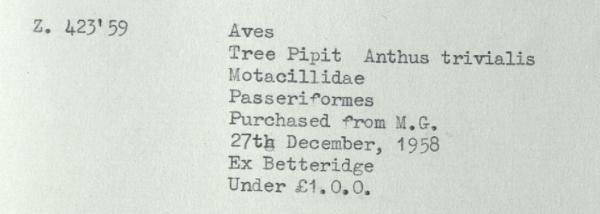 Z. 423'59
Aves
Tree Pipit Anthus trivialis
Motacillidae
Passeriformes
Purchased from M.G.
27th December, 1958
Ex Betteridge
Under £1.0.0.